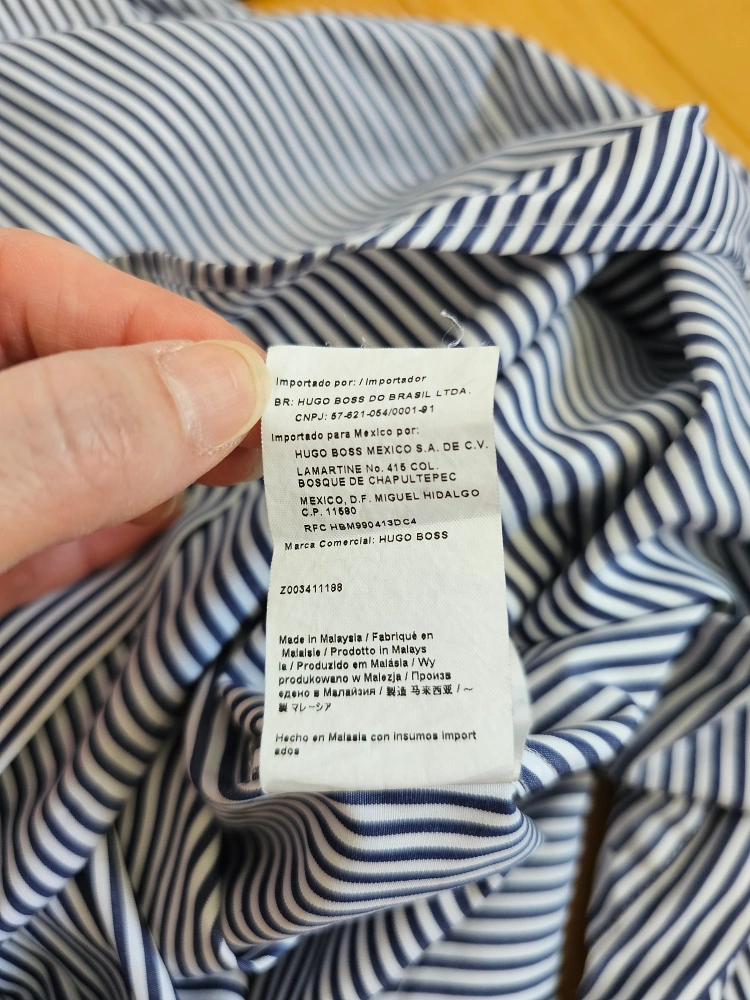 Importado por: / Importador
BR: HUGO BOSS DO BRASIL LTDA.
CNPJ: 57-621-054/0001-91
Importado para Mexico por:
HUGO BOSS MEXICO S.A. DE C.V.
LAMARTINE No. 415 COL.
BOSQUE DE CHAPULTEPEC
MEXICO, D.F. MIGUEL HIDALGO
C.P. 11580
RFC HBM990413DC4
Marca Comercial: HUGO BOSS
Z003411188
Made in Malaysia / Fabriqué en
Malaisie / Prodotto in Malays
ia / Produzido em Malásia / Wy
produkowano w Malezja / Произв
едено в Малайзия / 製造 马来西亚 / ～
製 マレーシア
Hecho en Malasia con insumos import
ados